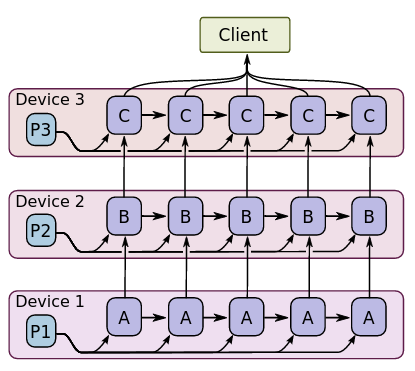 Client
Device 3
P3 C C C C C
Device 2
P2 B B B B B
Device 1
P1 A A A A A